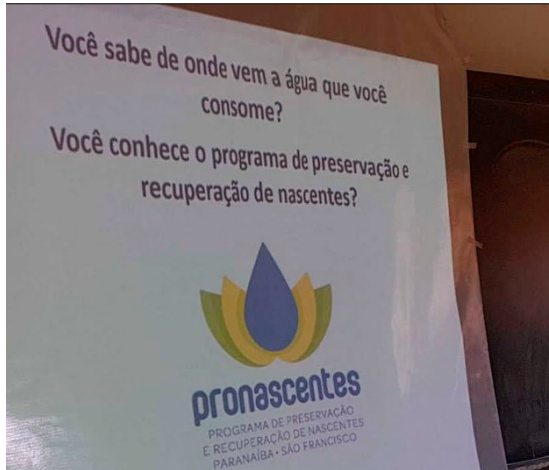 Você sabe de onde vem a água que você
consome?
Você conhece o programa de preservação e
recuperação de nascentes?
pronascentes
PROGRAMA DE PRESERVAÇÃO
E RECUPERAÇÃO DE NASCENTES
PARANAÍBA • SÃO FRANCISCO